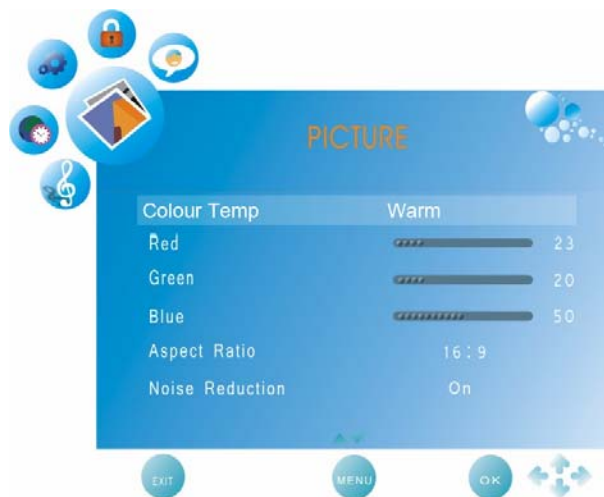 PICTURE
Colour Temp Warm
Red 23
Green 20
Blue 50
Aspect Ratio 16:9
Noise Reduction On
EXIT MENU OK